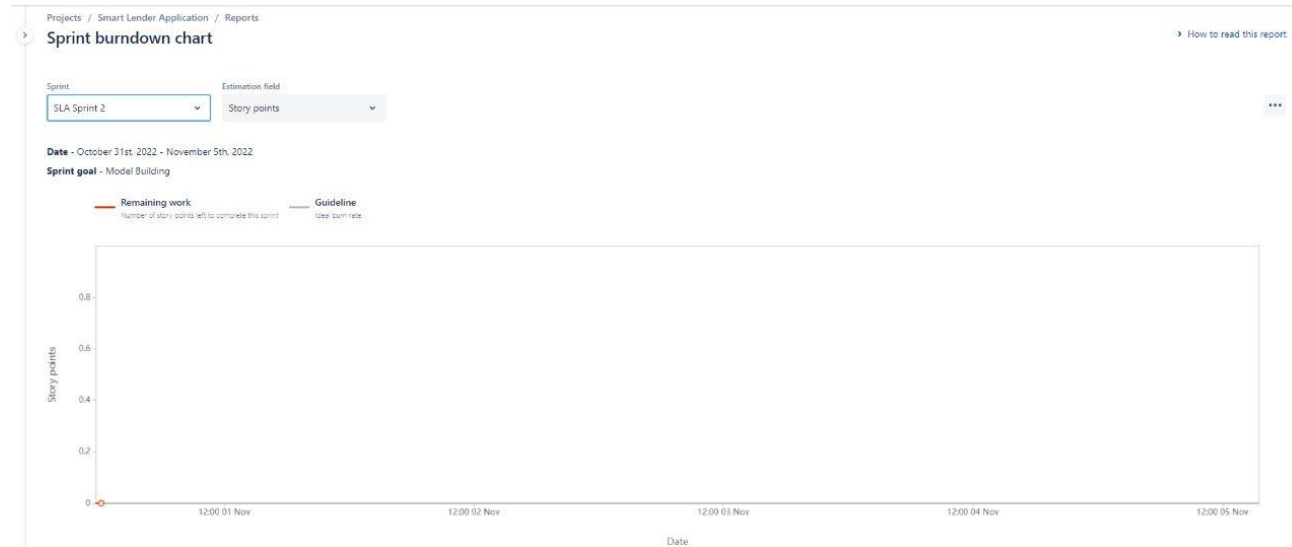 Projects / Smart Lender Application / Reports
Sprint burndown chart
How to read this report
Sprint Estimation field
SLA Sprint 2 Story points
Date - October 31st, 2022 - November 5th, 2022
Sprint goal - Model Building
Remaining work Guideline
Number of story points left to complete this sprint Ideal burn rate
0.8
0.6
0.4
0.2
0
Story points
12:00 01 Nov 12:00 02 Nov 12:00 03 Nov 12:00 04 Nov 12:00 05 Nov
Date